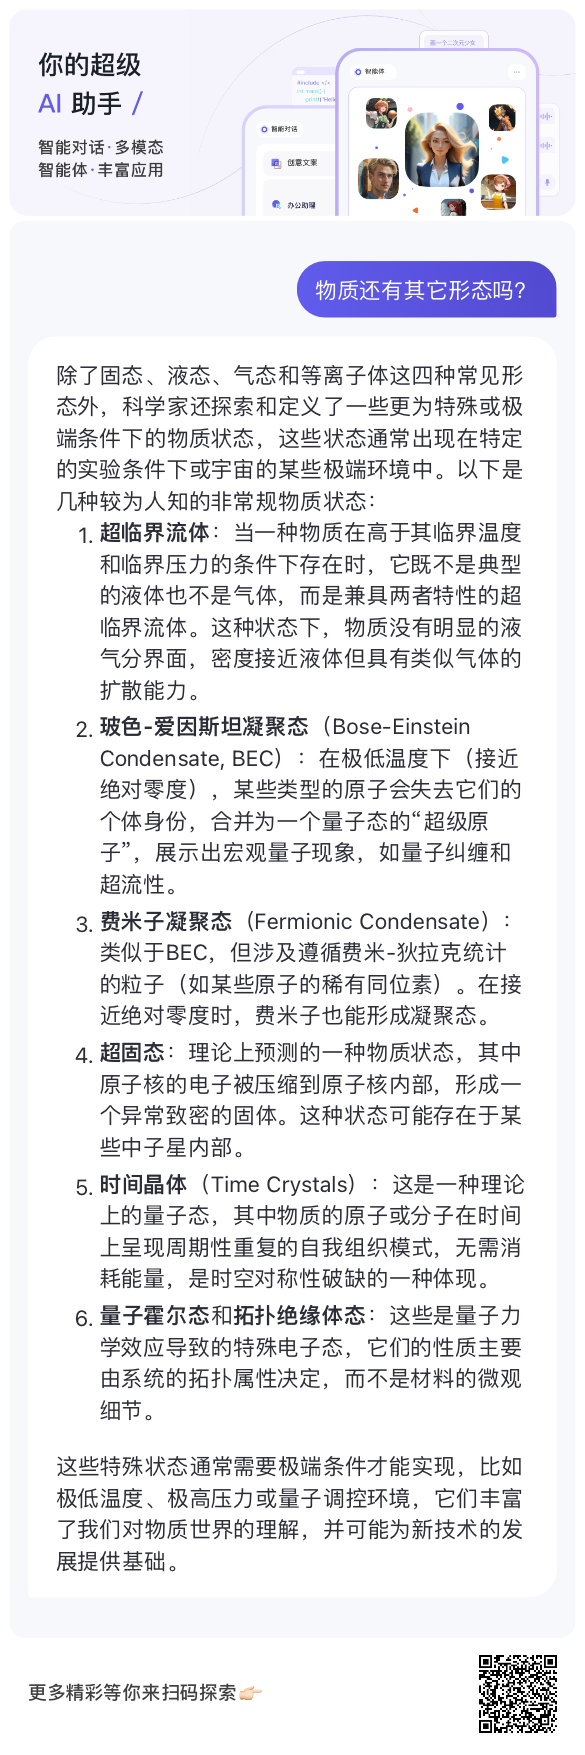 你的超级
AI 助手 /
智能对话·多模态
智能体·丰富应用
画一个二次元少女
#include </
int main() {
print("Hello
智能体
智能对话
创意文案
办公助理
物质还有其它形态吗？
除了固态、液态、气态和等离子体这四种常见形
态外，科学家还探索和定义了一些更为特殊或极
端条件下的物质状态，这些状态通常出现在特定
的实验条件下或宇宙的某些极端环境中。以下是
几种较为人知的非常规物质状态：
1. 超临界流体：当一种物质在高于其临界温度
和临界压力的条件下存在时，它既不是典型
的液体也不是气体，而是兼具两者特性的超
临界流体。这种状态下，物质没有明显的液
气分界面，密度接近液体但具有类似气体的
扩散能力。
2. 玻色-爱因斯坦凝聚态（Bose-Einstein
Condensate, BEC）：在极低温度下（接近
绝对零度），某些类型的原子会失去它们的
个体身份，合并为一个量子态的“超级原
子”，展示出宏观量子现象，如量子纠缠和
超流性。
3. 费米子凝聚态（Fermionic Condensate）：
类似于BEC，但涉及遵循费米-狄拉克统计
的粒子（如某些原子的稀有同位素）。在接
近绝对零度时，费米子也能形成凝聚态。
4. 超固态：理论上预测的一种物质状态，其中
原子核的电子被压缩到原子核内部，形成一
个异常致密的固体。这种状态可能存在于某
些中子星内部。
5. 时间晶体（Time Crystals）：这是一种理论
上的量子态，其中物质的原子或分子在时间
上呈现周期性重复的自我组织模式，无需消
耗能量，是时空对称性破缺的一种体现。
6. 量子霍尔态和拓扑绝缘体态：这些是量子力
学效应导致的特殊电子态，它们的性质主要
由系统的拓扑属性决定，而不是材料的微观
细节。
这些特殊状态通常需要极端条件才能实现，比如
极低温度、极高压力或量子调控环境，它们丰富
了我们对物质世界的理解，并可能为新技术的发
展提供基础。
更多精彩等你来扫码探索👉🏻